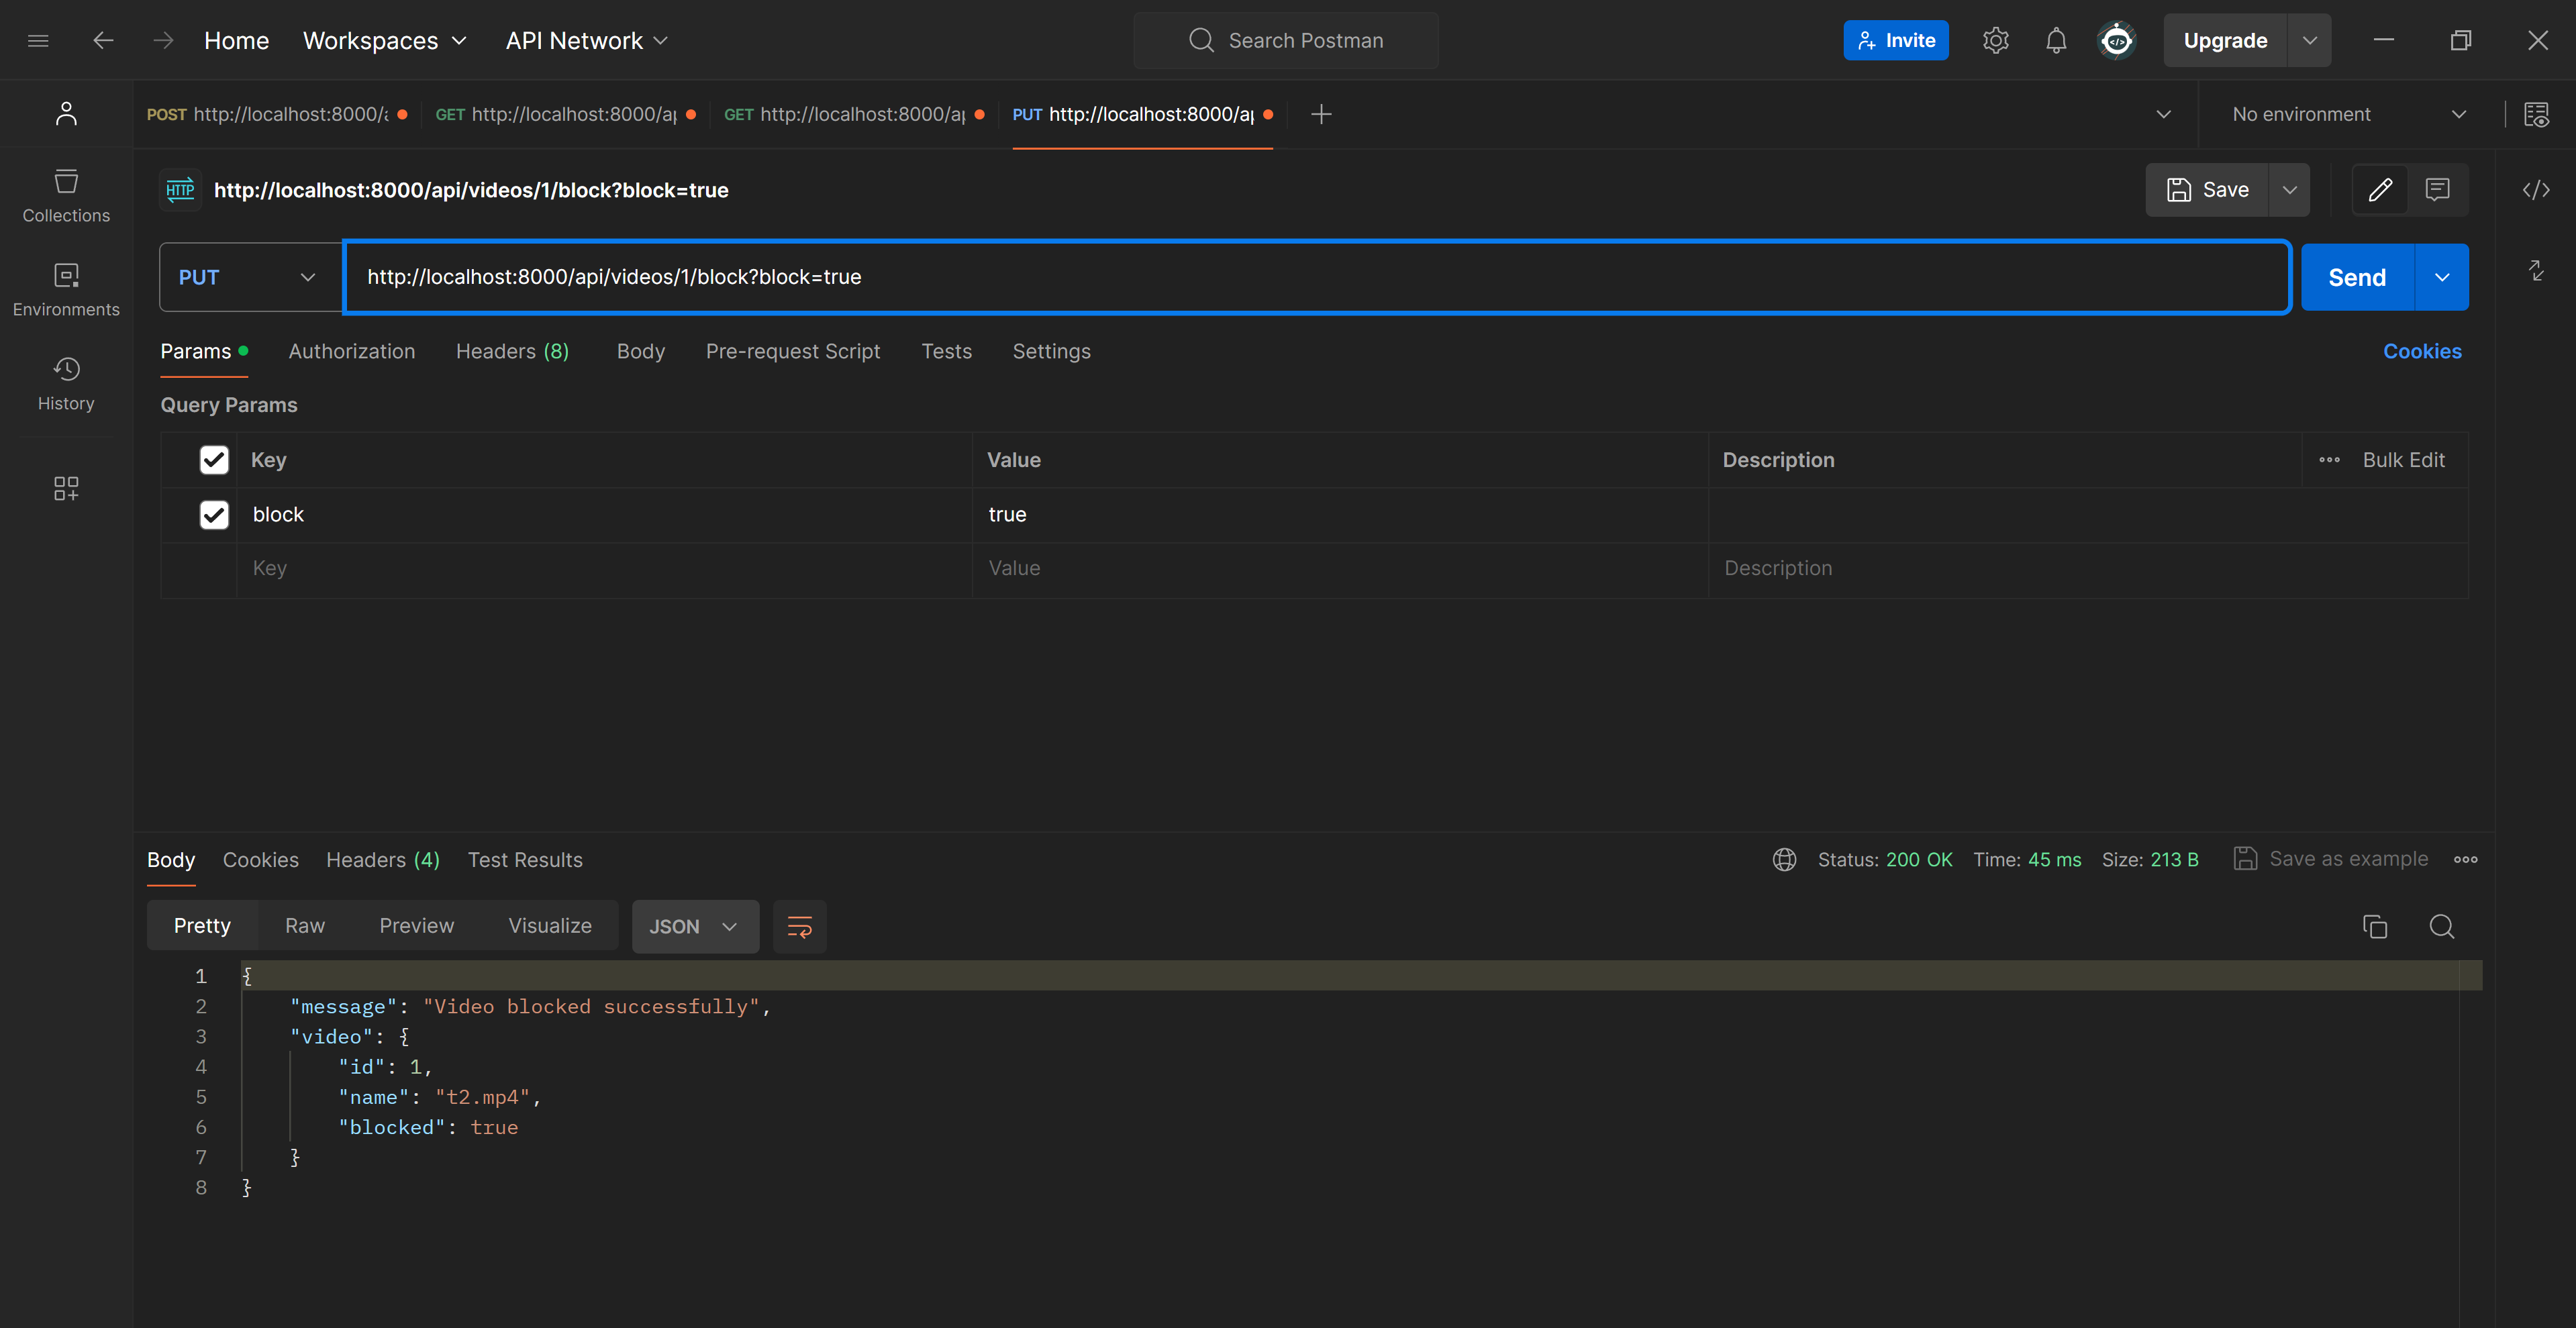 Home Workspaces API Network Search Postman Invite Upgrade
POST http://localhost:8000/a GET http://localhost:8000/ap GET http://localhost:8000/ap PUT http://localhost:8000/ap No environment
HTTP http://localhost:8000/api/videos/1/block?block=true Save
Collections
PUT http://localhost:8000/api/videos/1/block?block=true Send
Environments
Params Authorization Headers (8) Body Pre-request Script Tests Settings Cookies
History
Query Params
Key Value Description Bulk Edit
block true
Key Value Description
Body Cookies Headers (4) Test Results Status: 200 OK Time: 45 ms Size: 213 B Save as example
Pretty Raw Preview Visualize JSON
1 {
2 "message": "Video blocked successfully",
3 "video": {
4 "id": 1,
5 "name": "t2.mp4",
6 "blocked": true
7 }
8 }